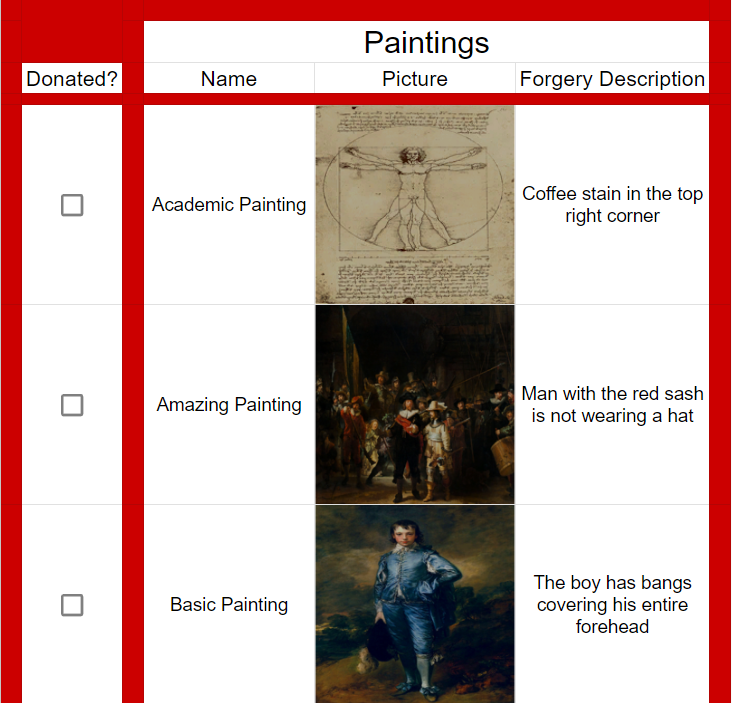 Paintings
Donated?
Name
Picture
Forgery Description
Academic Painting
Coffee stain in the top
right corner
Amazing Painting
Man with the red sash
is not wearing a hat
Basic Painting
The boy has bangs
covering his entire
forehead